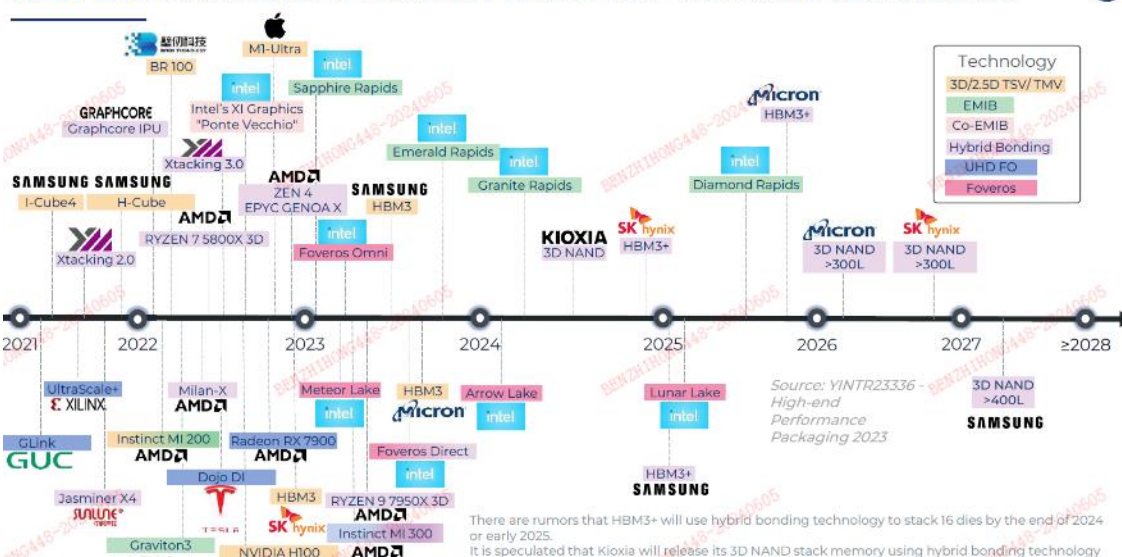 壁仞科技
BR 100
M1-Ultra
intel
Sapphire Rapids
GRAPHCORE
Graphcore IPU
intel
Intel's XI Graphics
"Ponte Vecchio"
Xtacking 3.0
SAMSUNG
I-Cube4
SAMSUNG
H-Cube
Xtacking 2.0
AMD
RYZEN 7 5800X 3D
AMD
ZEN 4
EPYC GENOA X
intel
Foveros Omni
SAMSUNG
HBM3
intel
Emerald Rapids
intel
Granite Rapids
KIOXIA
3D NAND
SK hynix
HBM3+
intel
Diamond Rapids
Micron
HBM3+
Micron
3D NAND
>300L
SK hynix
3D NAND
>300L
Technology
3D/2.5D TSV/ TMV
EMIB
Co-EMIB
Hybrid Bonding
UHD FO
Foveros
2021
2022
2023
2024
2025
2026
2027
≥2028
UltraScale+
XILINX
GLink
GUC
Jasminer X4
SUNLUNE
Milan-X
AMD
Instinct MI 200
AMD
Dojo DI
TESLA
Graviton3
Radeon RX 7900
AMD
HBM3
SK hynix
NVIDIA H100
Meteor Lake
intel
HBM3
Micron
Foveros Direct
intel
RYZEN 9 7950X 3D
AMD
Instinct MI 300
AMD
Arrow Lake
intel
Lunar Lake
intel
HBM3+
SAMSUNG
3D NAND
>400L
SAMSUNG
Source: YINTR23336 -
High-end
Performance
Packaging 2023
There are rumors that HBM3+ will use hybrid bonding technology to stack 16 dies by the end of 2024
or early 2025.
It is speculated that Kioxia will release its 3D NAND stack memory using hybrid bonding technology
BENZHIHONG448-20240605